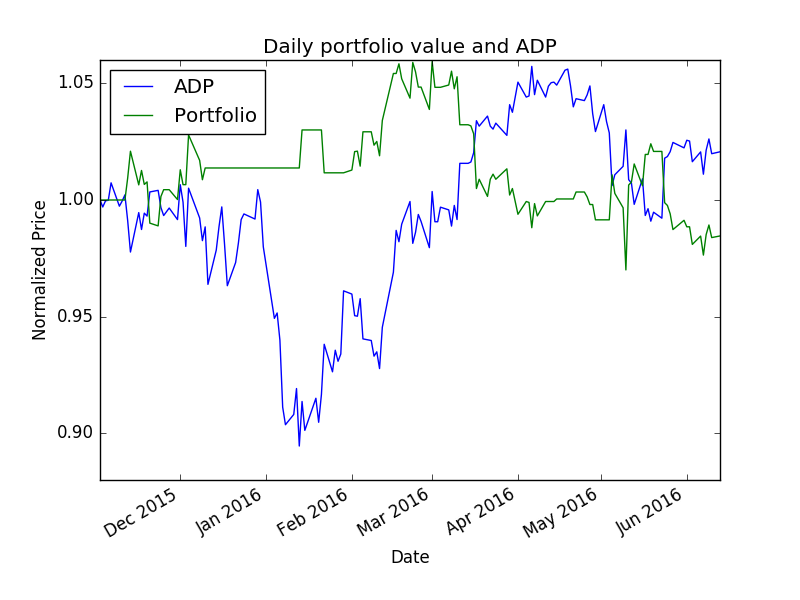 Daily portfolio value and ADP
ADP
Portfolio
1.05
1.00
0.95
0.90
Normalized Price
Dec 2015
Jan 2016
Feb 2016
Mar 2016
Apr 2016
May 2016
Jun 2016
Date